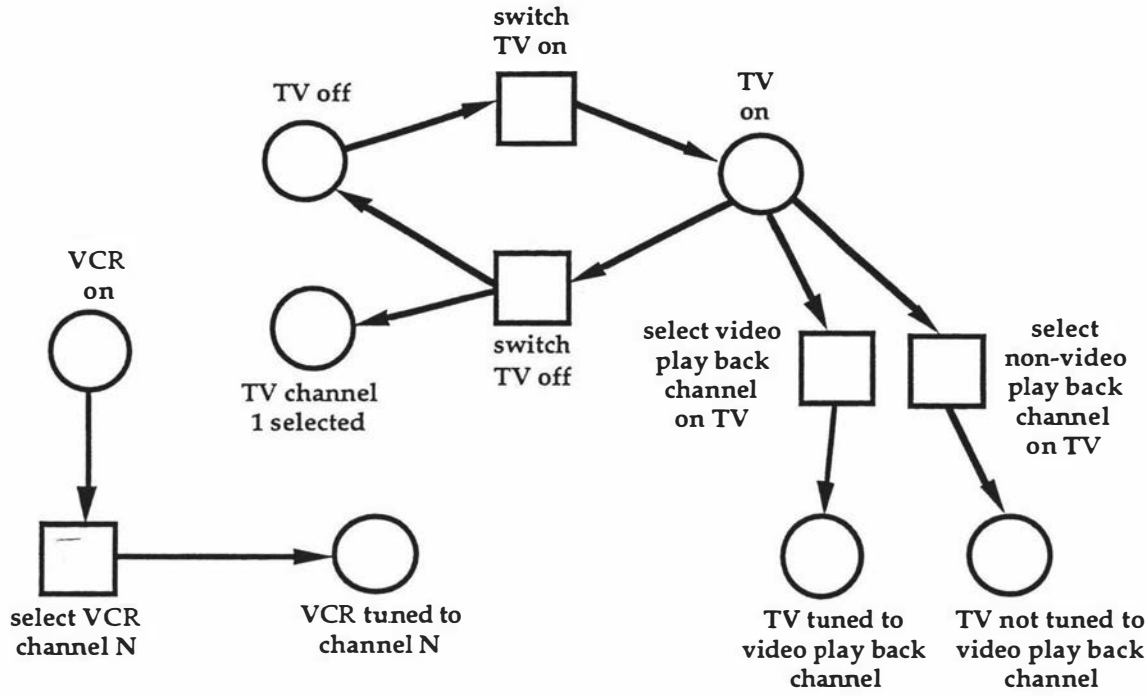 switch
TV on
TV off
TV
on
VCR
on
switch
TV off
TV channel
1 selected
select video
play back
channel
on TV
select
non-video
play back
channel
on TV
select VCR
channel N
VCR tuned to
channel N
TV tuned to
video play back
channel
TV not tuned to
video play back
channel